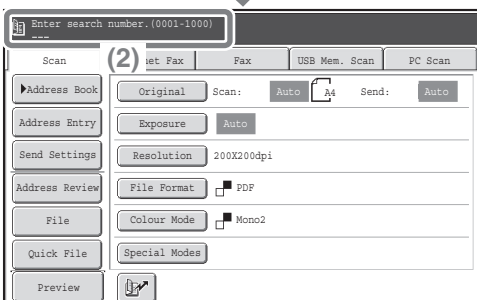 Enter search number.(0001-1000)
---
(2)
Scan
et Fax
Fax
USB Mem. Scan
PC Scan
Address Book
Original
Scan:
Auto
A4
Send:
Auto
Address Entry
Exposure
Auto
Send Settings
Resolution
200X200dpi
Address Review
File Format
PDF
File
Colour Mode
Mono2
Quick File
Special Modes
Preview